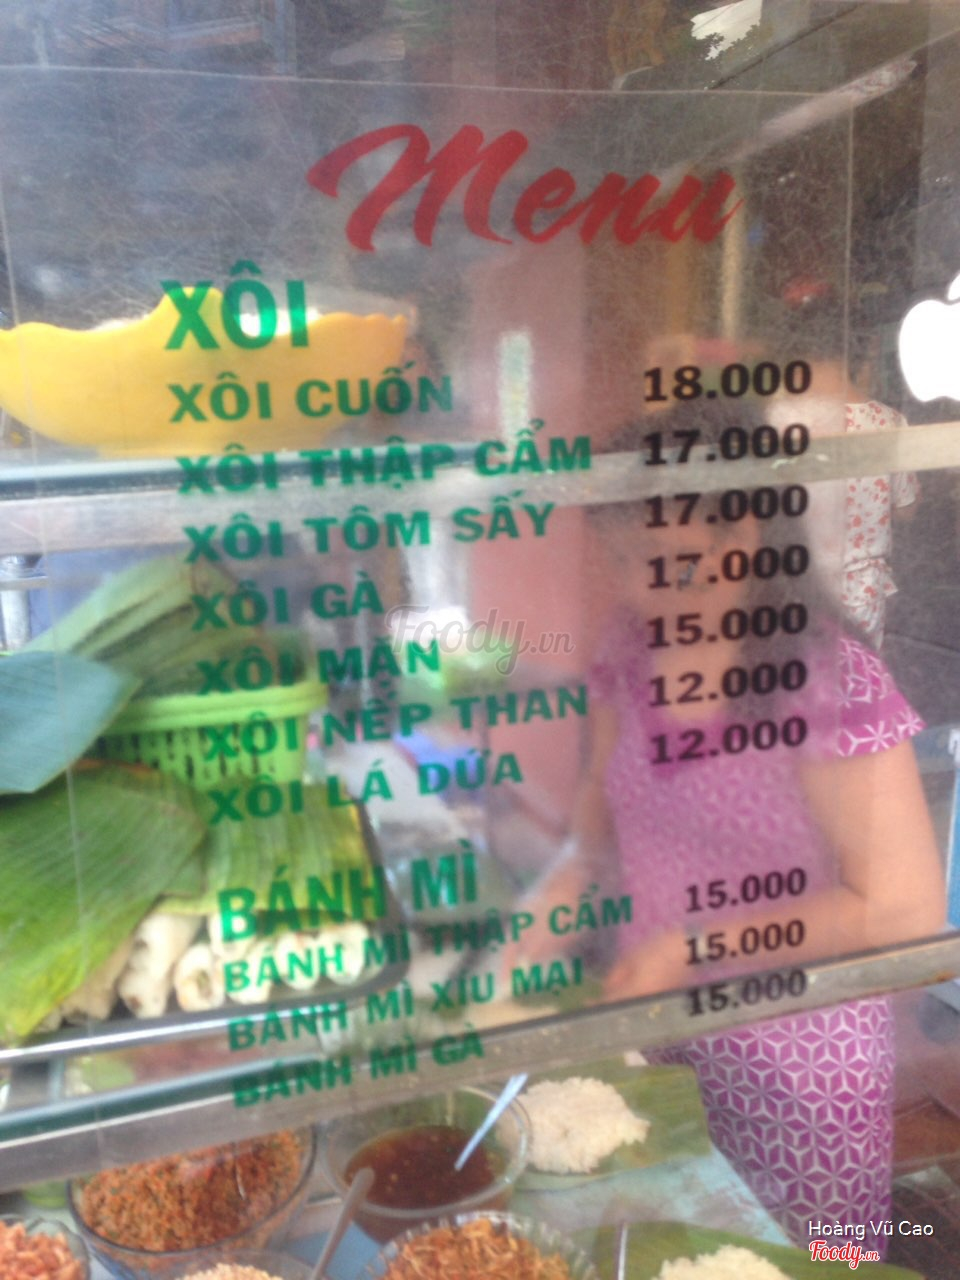 Menu
XÔI
XÔI CUỐN 18.000
XÔI THẬP CẨM 17.000
XÔI TÔM SẤY 17.000
XÔI GÀ 17.000
XÔI MẶN 15.000
XÔI NẾP THAN 12.000
XÔI LÁ DỨA 12.000
BÁNH MÌ
BÁNH MÌ THẬP CẨM 15.000
BÁNH MÌ XÍU MẠI 15.000
BÁNH MÌ GÀ 15.000
Foody.vn
Hoàng Vũ Cao
Foody.vn